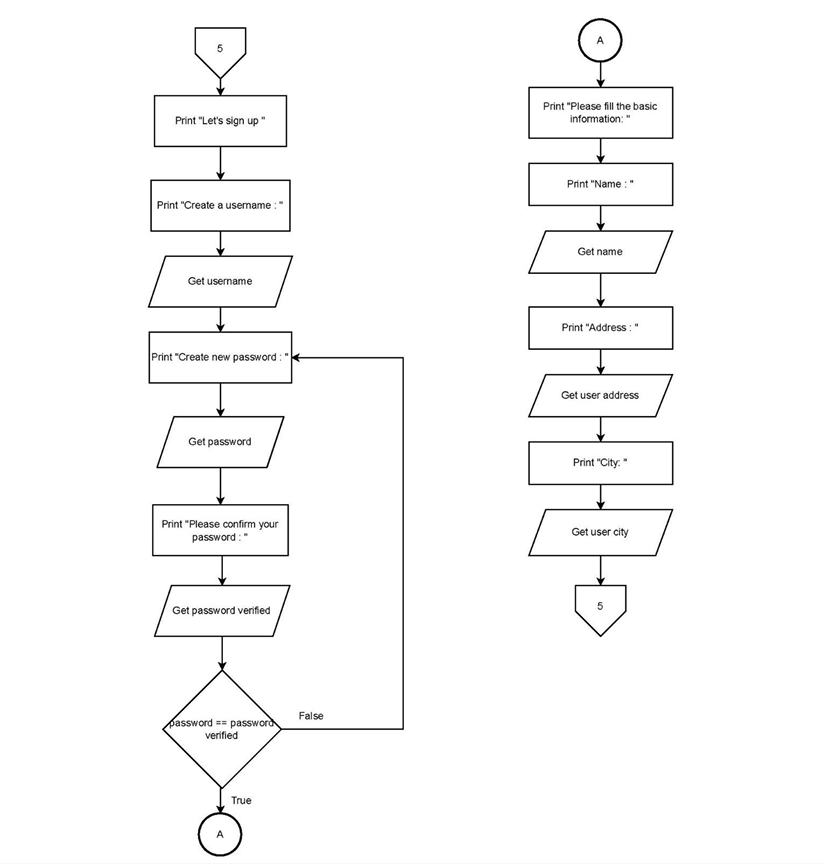 5
Print "Let's sign up "
Print "Create a username : "
Get username
Print "Create new password : "
Get password
Print "Please confirm your
password : "
Get password verified
password == password
verified
False
True
A
A
Print "Please fill the basic
information: "
Print "Name : "
Get name
Print "Address : "
Get user address
Print "City: "
Get user city
5